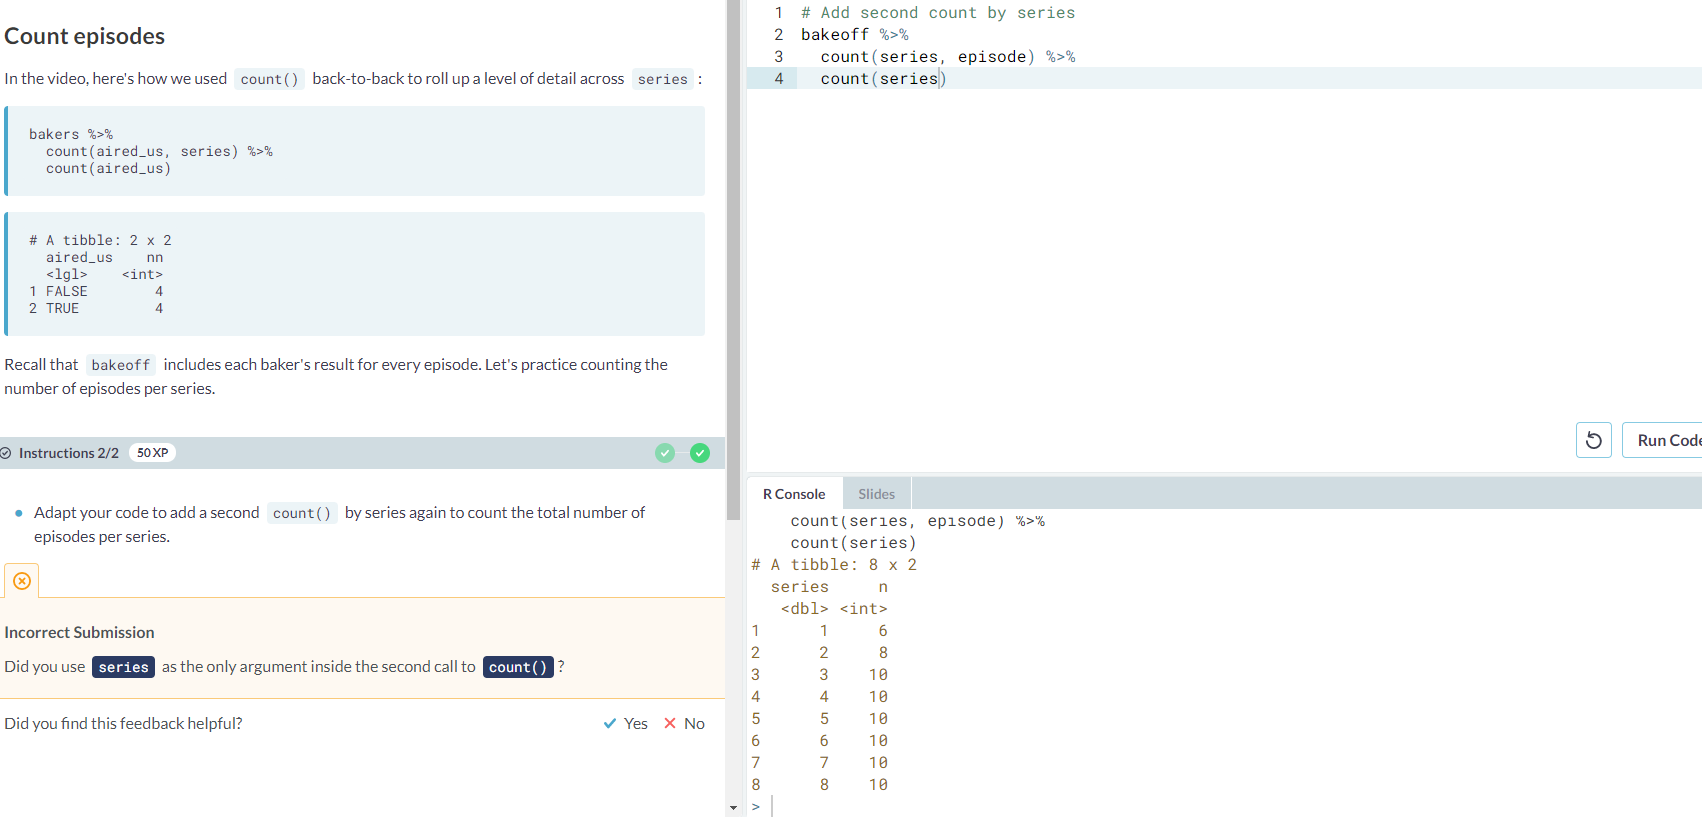 Count episodes
In the video, here's how we used count() back-to-back to roll up a level of detail across series :
bakers %>%
  count(aired_us, series) %>%
  count(aired_us)
# A tibble: 2 x 2
  aired_us    nn
  <lgl>    <int>
1 FALSE        4
2 TRUE         4
Recall that bakeoff includes each baker's result for every episode. Let's practice counting the
number of episodes per series.
Instructions 2/2 50 XP
Adapt your code to add a second count() by series again to count the total number of
episodes per series.
Incorrect Submission
Did you use series as the only argument inside the second call to count() ?
Did you find this feedback helpful? Yes No
1 # Add second count by series
2 bakeoff %>%
3   count(series, episode) %>%
4   count(series)
Run Code
R Console Slides
    count(series, episode) %>%
    count(series)
# A tibble: 8 x 2
  series     n
   <dbl> <int>
1      1     6
2      2     8
3      3    10
4      4    10
5      5    10
6      6    10
7      7    10
8      8    10
>